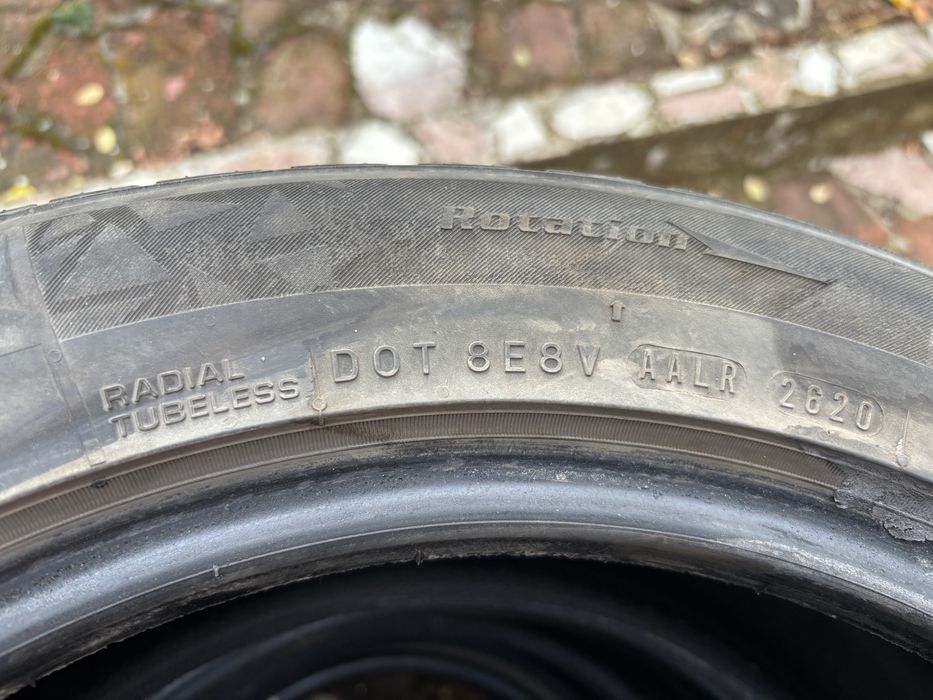 Rotation
RADIAL
TUBELESS
DOT 8E8V AALR 2620